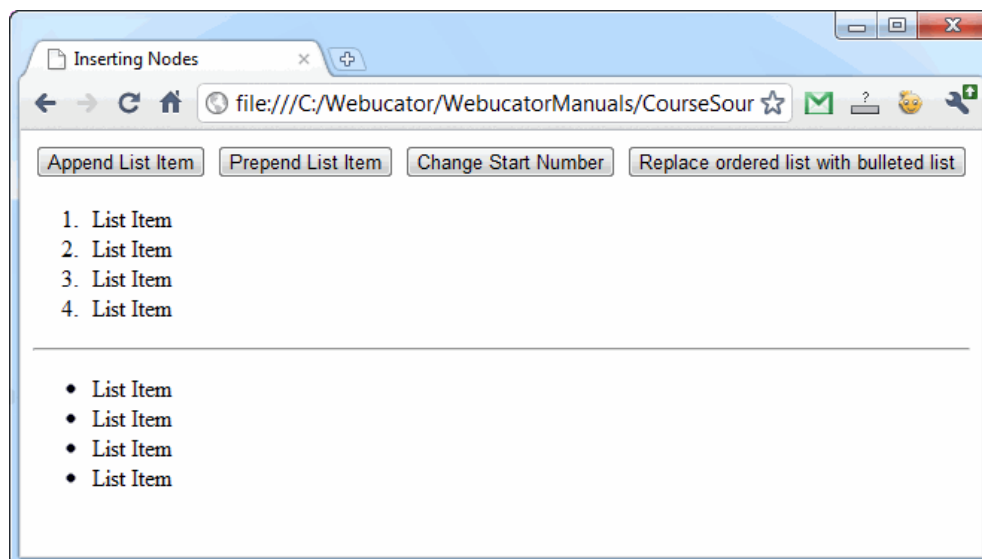 Inserting Nodes
file:///C:/Webucator/WebucatorManuals/CourseSour
?
Append List Item Prepend List Item Change Start Number Replace ordered list with bulleted list
1. List Item
2. List Item
3. List Item
4. List Item
• List Item
• List Item
• List Item
• List Item